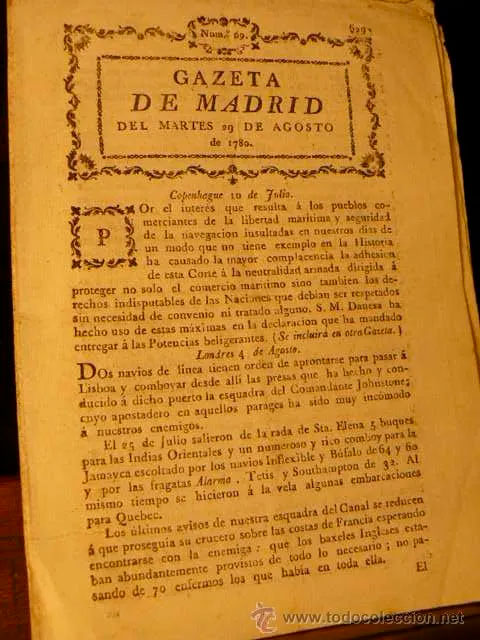 Num.º 69.
629
GAZETA
DE MADRID
DEL MARTES 29 DE AGOSTO
de 1780.
Copenhague 10 de Julio.
POr el interés que resulta á los pueblos co-
merciantes de la libertad marítima y seguridad
de la navegacion insultadas en nuestros dias de
un modo que no tiene exemplo en la Historia
ha causado la mayor complacencia la adhesion
de esta Corte á la neutralidad armada dirigida á
proteger no solo el comercio maritimo sino tambien los de-
rechos indisputables de las Naciones que debian ser respetados
sin necesidad de convenio ni tratado alguno. S. M. Danesa ha
hecho uso de estas máximas en la declaracion que ha mandado
entregar á las Potencias beligerantes. (Se incluirá en otra Gazeta.)
Londres 4 de Agosto.
DOs navios de línea tienen orden de aprontarse para pasar á
Lisboa y comboyar desde allí las presas que ha hecho y con-
ducido á dicho puerto la esquadra del Comandante Johnstone;
cuyo apostadero en aquellos parages ha sido muy incómodo
á nuestros enemigos.
El 25 de Julio salieron de la rada de Sta. Elena 5 buques
para las Indias Orientales y un numeroso y rico comboy para la
Jamayca escoltado por los navios Inflexible y Búfalo de 64 y 60
y por las fragatas Alarma, Tetis y Southampton de 32. Al
mismo tiempo se hicieron á la vela algunas embarcaciones
para Quebec.
Los últimos avisos de nuestra esquadra del Canal se reducen
á que proseguia su crucero sobre las costas de Francia esperando
encontrarse con la enemiga: que los baxeles Ingleses esta-
ban abundantemente provistos de todo lo necesario; no pa-
sando de 70 enfermos los que habia en toda ella.
El
www.todocoleccion.net